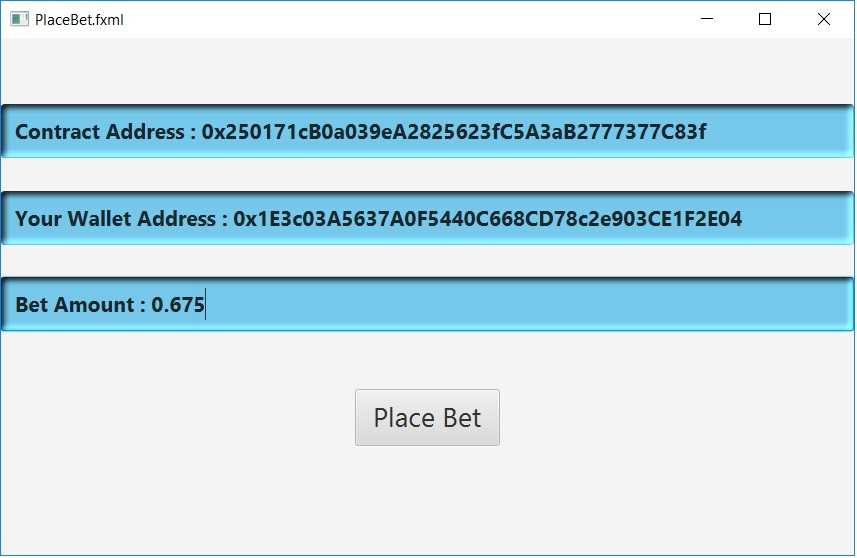 PlaceBet.fxml
Contract Address : 0x250171cB0a039eA2825623fC5A3aB2777377C83f
Your Wallet Address : 0x1E3c03A5637A0F5440C668CD78c2e903CE1F2E04
Bet Amount : 0.675
Place Bet